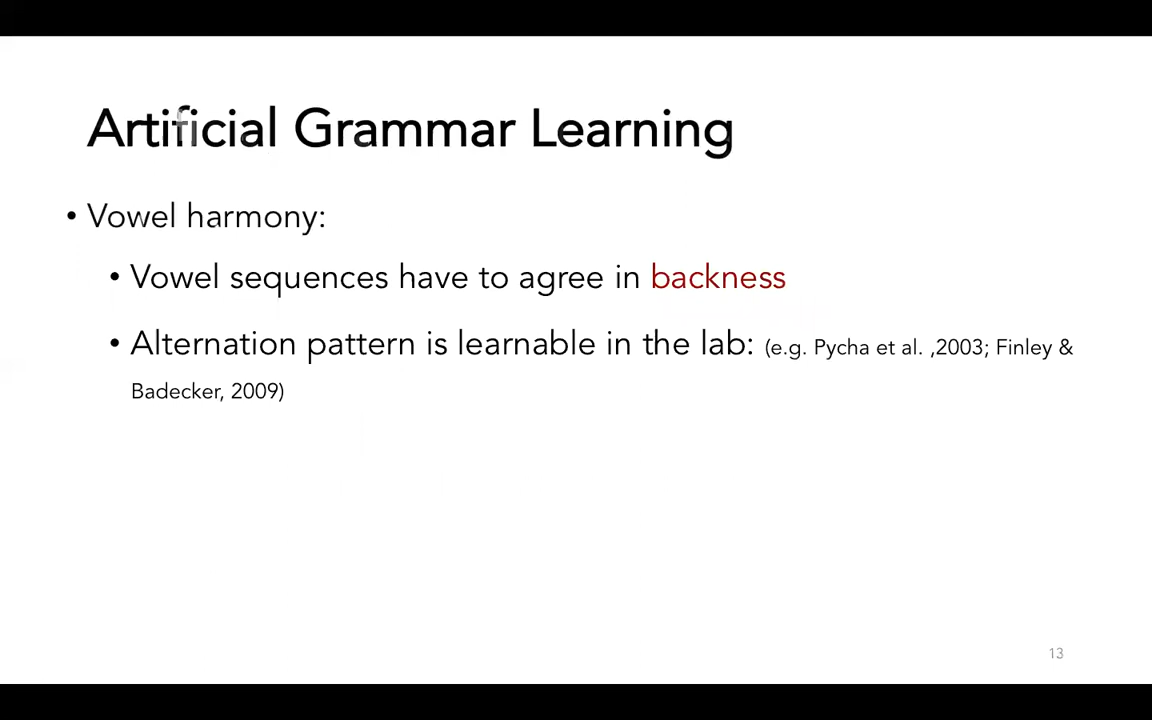 Artificial Grammar Learning
• Vowel harmony:
• Vowel sequences have to agree in backness
• Alternation pattern is learnable in the lab: (e.g. Pycha et al. ,2003; Finley &
Badecker, 2009)
13